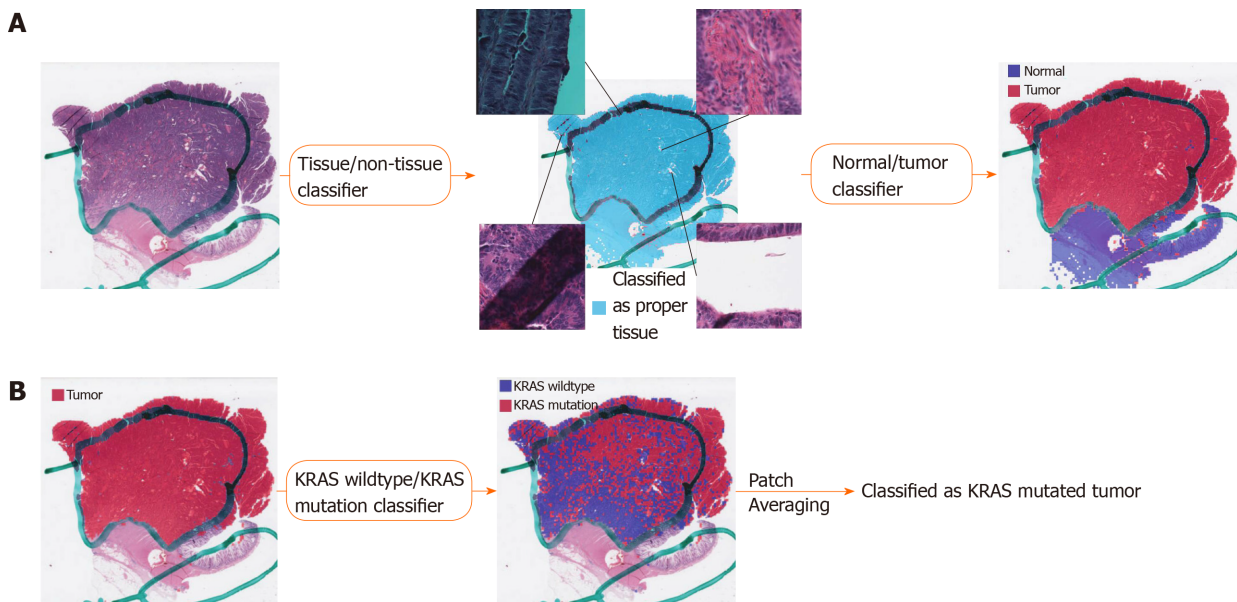 A
Tissue/non-tissue
classifier
Classified
as proper
tissue
Normal/tumor
classifier
Normal
Tumor
B
Tumor
KRAS wildtype/KRAS
mutation classifier
KRAS wildtype
KRAS mutation
Patch
Averaging
Classified as KRAS mutated tumor